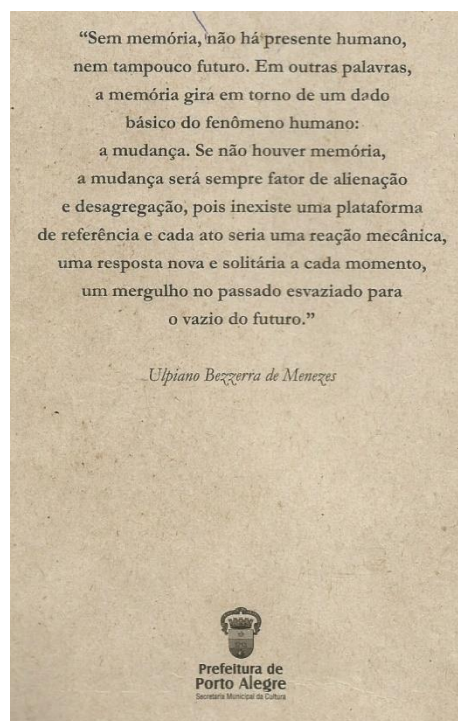 “Sem memória, não há presente humano,
nem tampouco futuro. Em outras palavras,
a memória gira em torno de um dado
básico do fenômeno humano:
a mudança. Se não houver memória,
a mudança será sempre fator de alienação
e desagregação, pois inexiste uma plataforma
de referência e cada ato seria uma reação mecânica,
uma resposta nova e solitária a cada momento,
um mergulho no passado esvaziado para
o vazio do futuro.”
Ulpiano Bezzerra de Menezes
Prefeitura de
Porto Alegre
Secretaria Municipal da Cultura